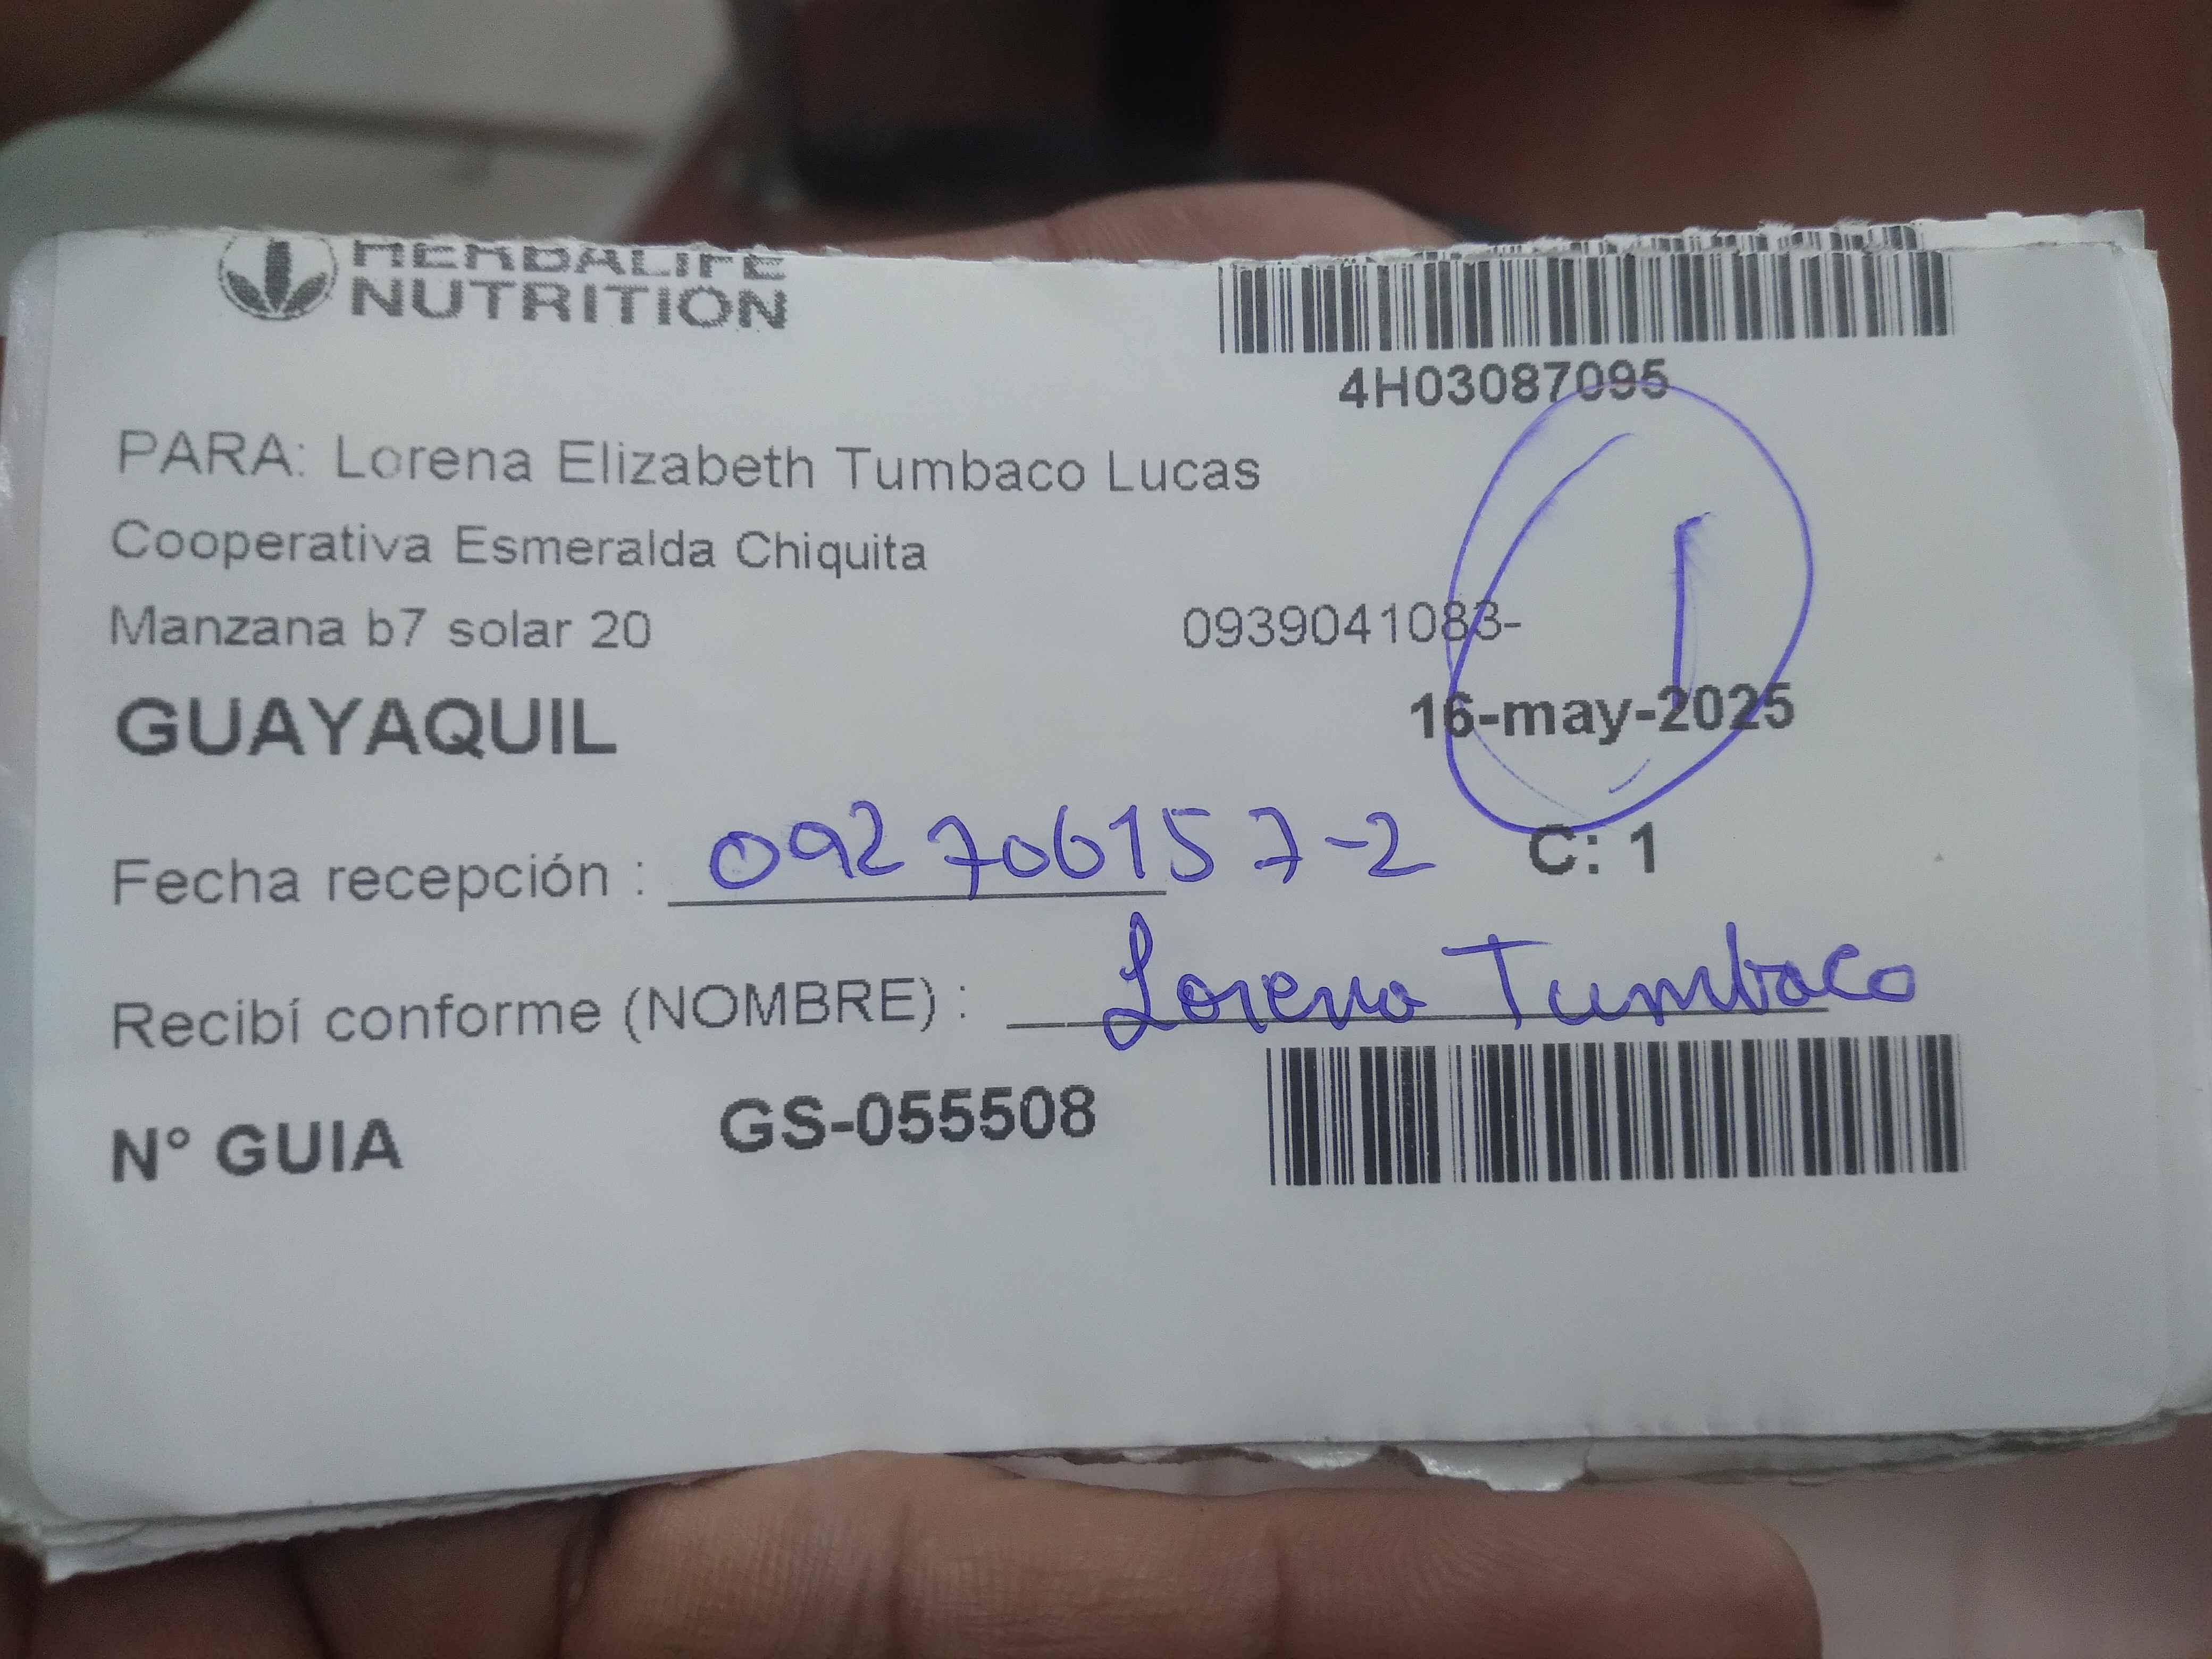 HERBALIFE
NUTRITION
4H03087095
PARA: Lorena Elizabeth Tumbaco Lucas
Cooperativa Esmeralda Chiquita
Manzana b7 solar 20 0939041083-
1
GUAYAQUIL 16-may-2025
Fecha recepción : 092706157-2 C: 1
Recibí conforme (NOMBRE) : Lorena Tumbaco
N° GUIA GS-055508